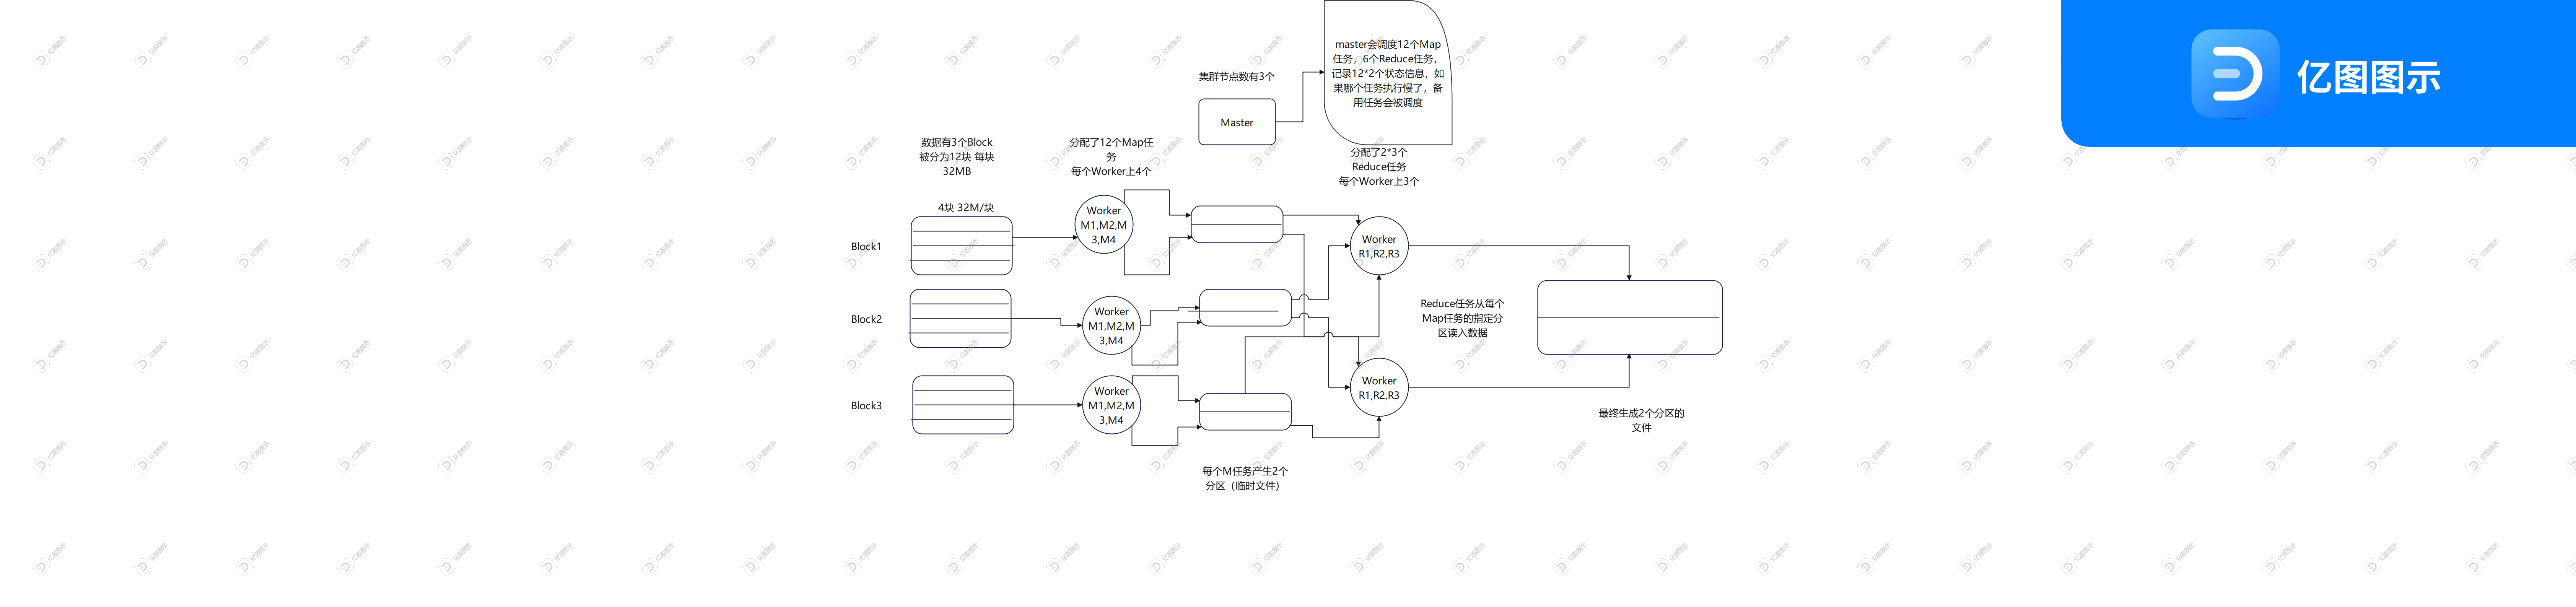 亿图图示
master会调度12个Map
任务，6个Reduce任务，
记录12*2个状态信息，如
果哪个任务执行慢了，备
用任务会被调度
集群节点数有3个
Master
数据有3个Block
被分为12块 每块
32MB
分配了12个Map任
务
每个Worker上4个
分配了2*3个
Reduce任务
每个Worker上3个
4块 32M/块
Block1
Worker
M1,M2,M
3,M4
Worker
R1,R2,R3
Block2
Worker
M1,M2,M
3,M4
Reduce任务从每个
Map任务的指定分
区读入数据
Worker
R1,R2,R3
Block3
Worker
M1,M2,M
3,M4
最终生成2个分区的
文件
每个M任务产生2个
分区（临时文件）